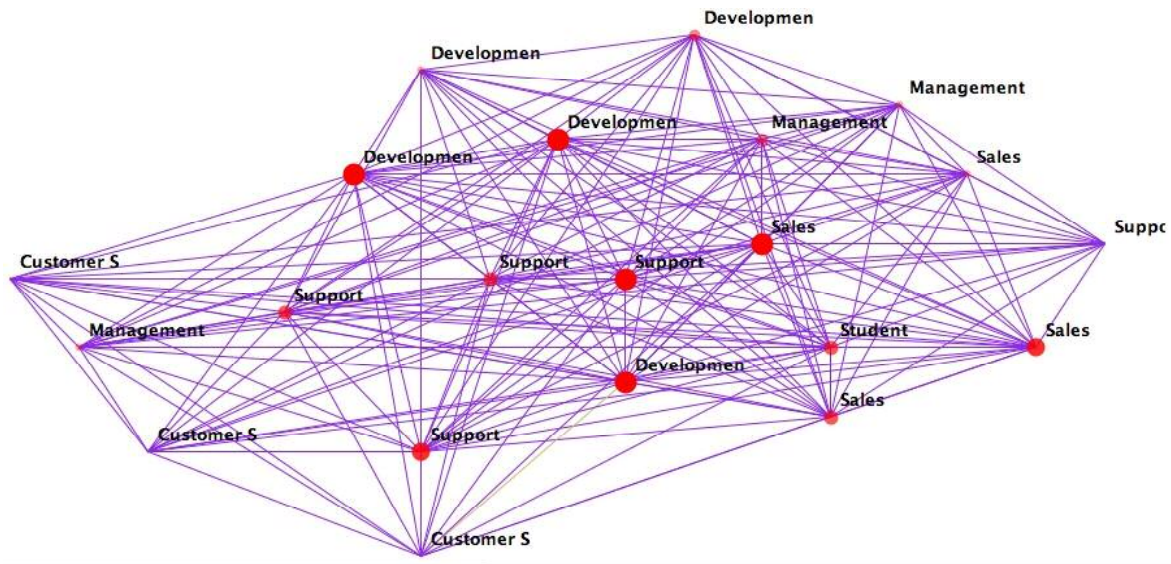 Developmen
Developmen
Management
Developmen
Management
Developmen
Sales
Sales
Suppc
Customer S
Support
Support
Support
Management
Student
Sales
Developmen
Sales
Customer S
Support
Customer S